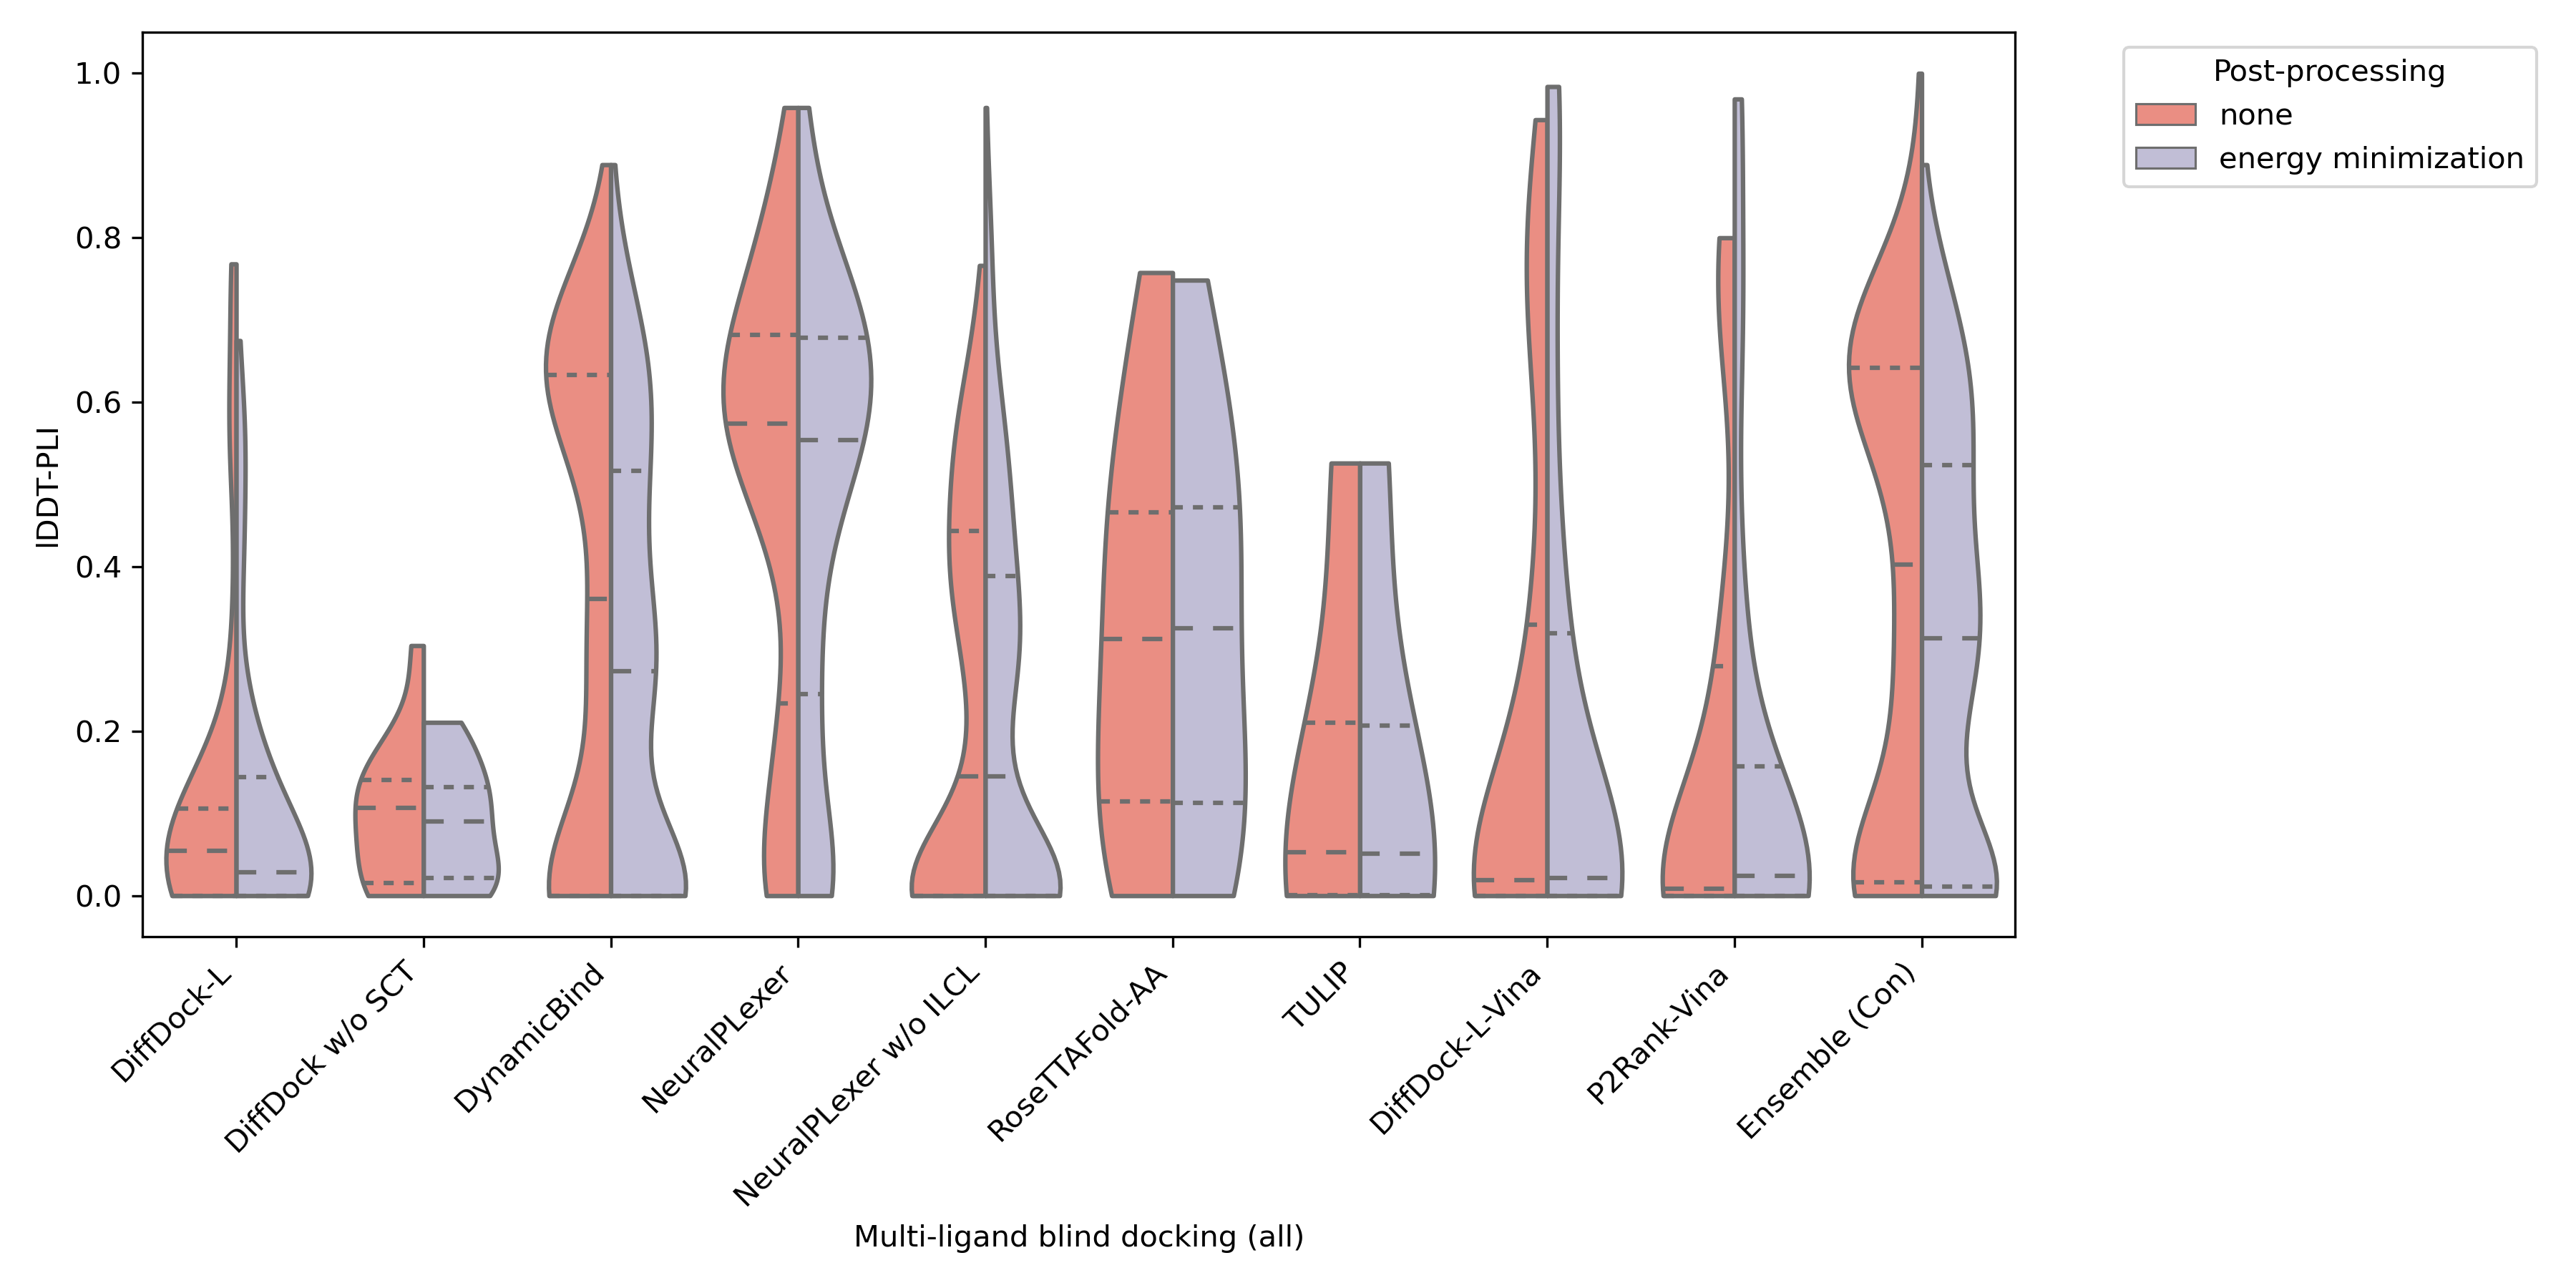 1.0
0.8
0.6
0.4
0.2
0.0
lDDT-PLI
DiffDock-L
DiffDock w/o SCT
DynamicBind
NeuralPLexer
NeuralPLexer w/o ILCL
RoseTTAFold-AA
TULIP
DiffDock-L-Vina
P2Rank-Vina
Ensemble (Con)
Multi-ligand blind docking (all)
Post-processing
none
energy minimization